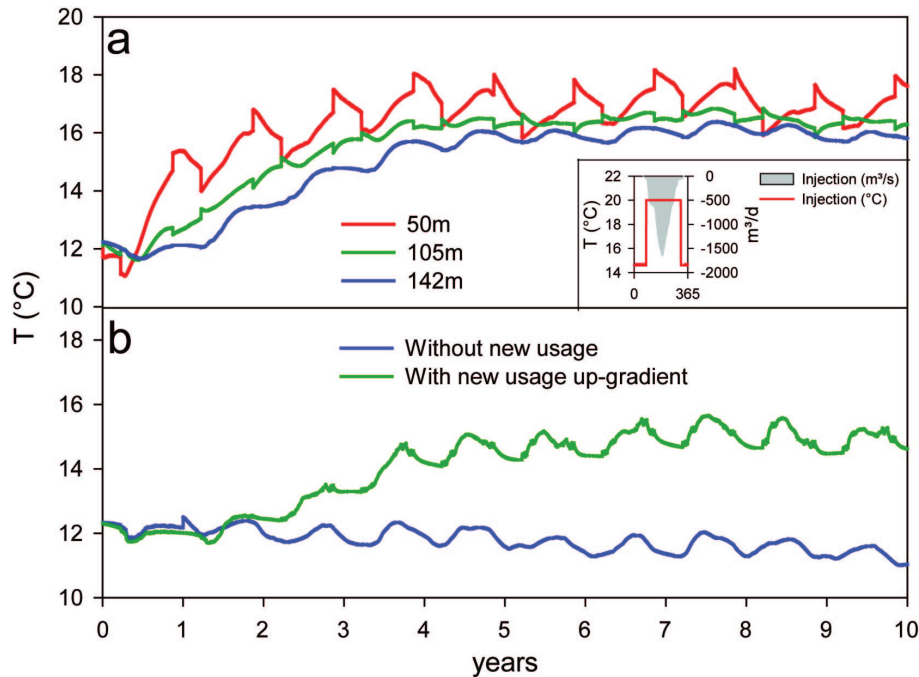 20
a
18
16
14
12
10
50m
105m
142m
22
20
18
16
14
T (°C)
0
-500
-1000
-1500
-2000
m³/d
0 365
Injection (m³/s)
Injection (°C)
T (°C)
b
18
16
14
12
10
Without new usage
With new usage up-gradient
0 1 2 3 4 5 6 7 8 9 10
years